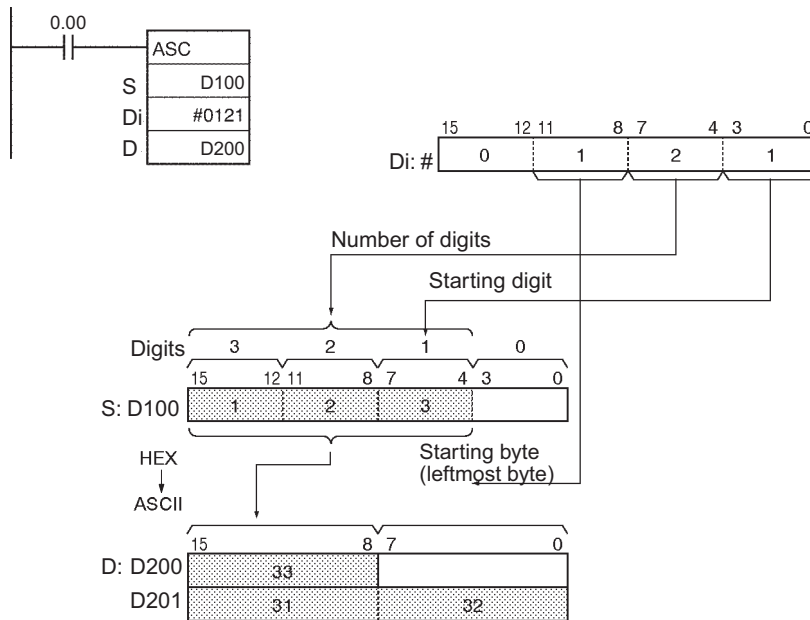 0.00
ASC
S D100
Di #0121
D D200
15 12 11 8 7 4 3 0
Di: # 0 1 2 1
Number of digits
Starting digit
Digits 3 2 1 0
15 12 11 8 7 4 3 0
S: D100 1 2 3
HEX
ASCII
Starting byte
(leftmost byte)
15 8 7 0
D: D200 33
D201 31 32